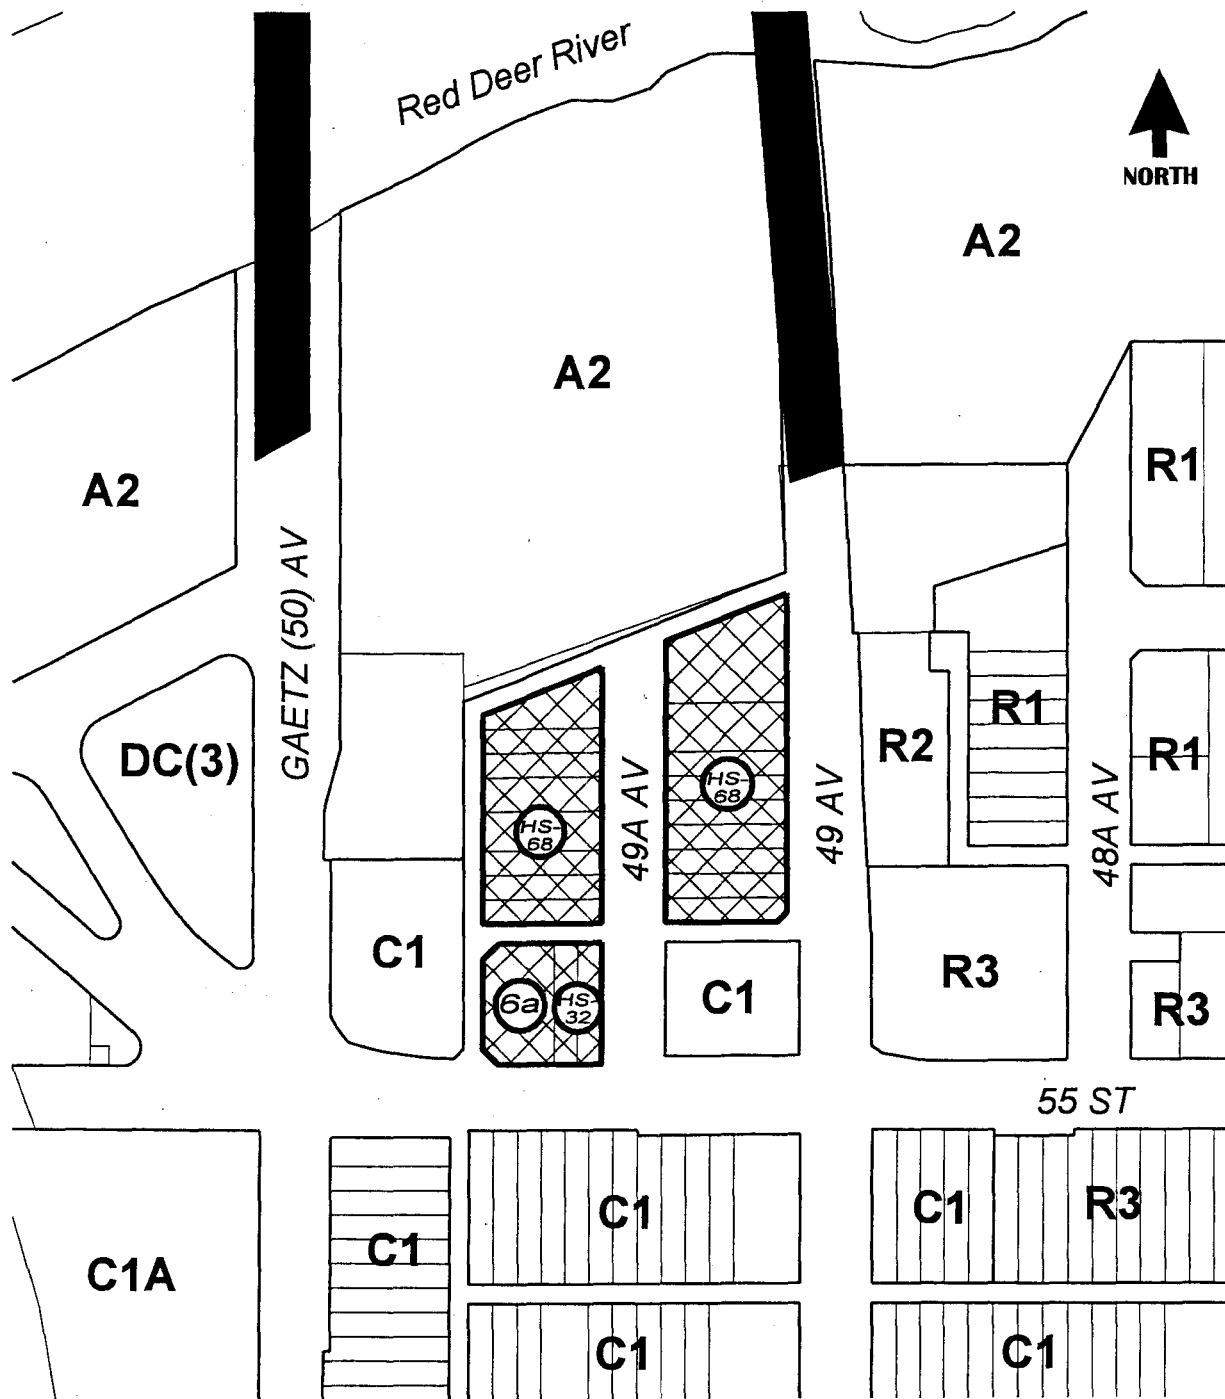 Red Deer River
NORTH
A2
A2
A2
R1
GAETZ (50) AV
DC(3)
R1
R2
R1
HS-
68
HS-
68
49A AV
49 AV
48A AV
C1
R3
C1
R3
6a
HS-
32
55 ST
C1
C1
R3
C1
C1A
C1
C1